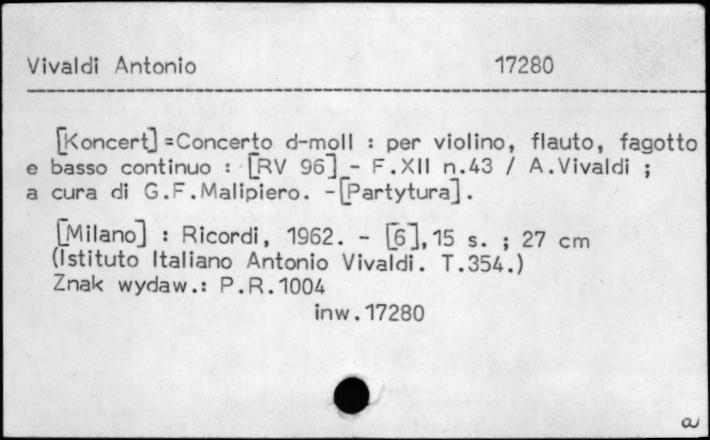 Vivaldi Antonio 17280
[Koncert] =Concerto d-moll : per violino, flauto, fagotto
e basso continuo : [RV 96] - F.XII n.43 / A.Vivaldi ;
a cura di G.F.Malipiero. -[Partytura].
[Milano] : Ricordi, 1962. - [6],15 s. ; 27 cm
(Istituto Italiano Antonio Vivaldi. T.354.)
Znak wydaw.: P.R.1004
inw.17280